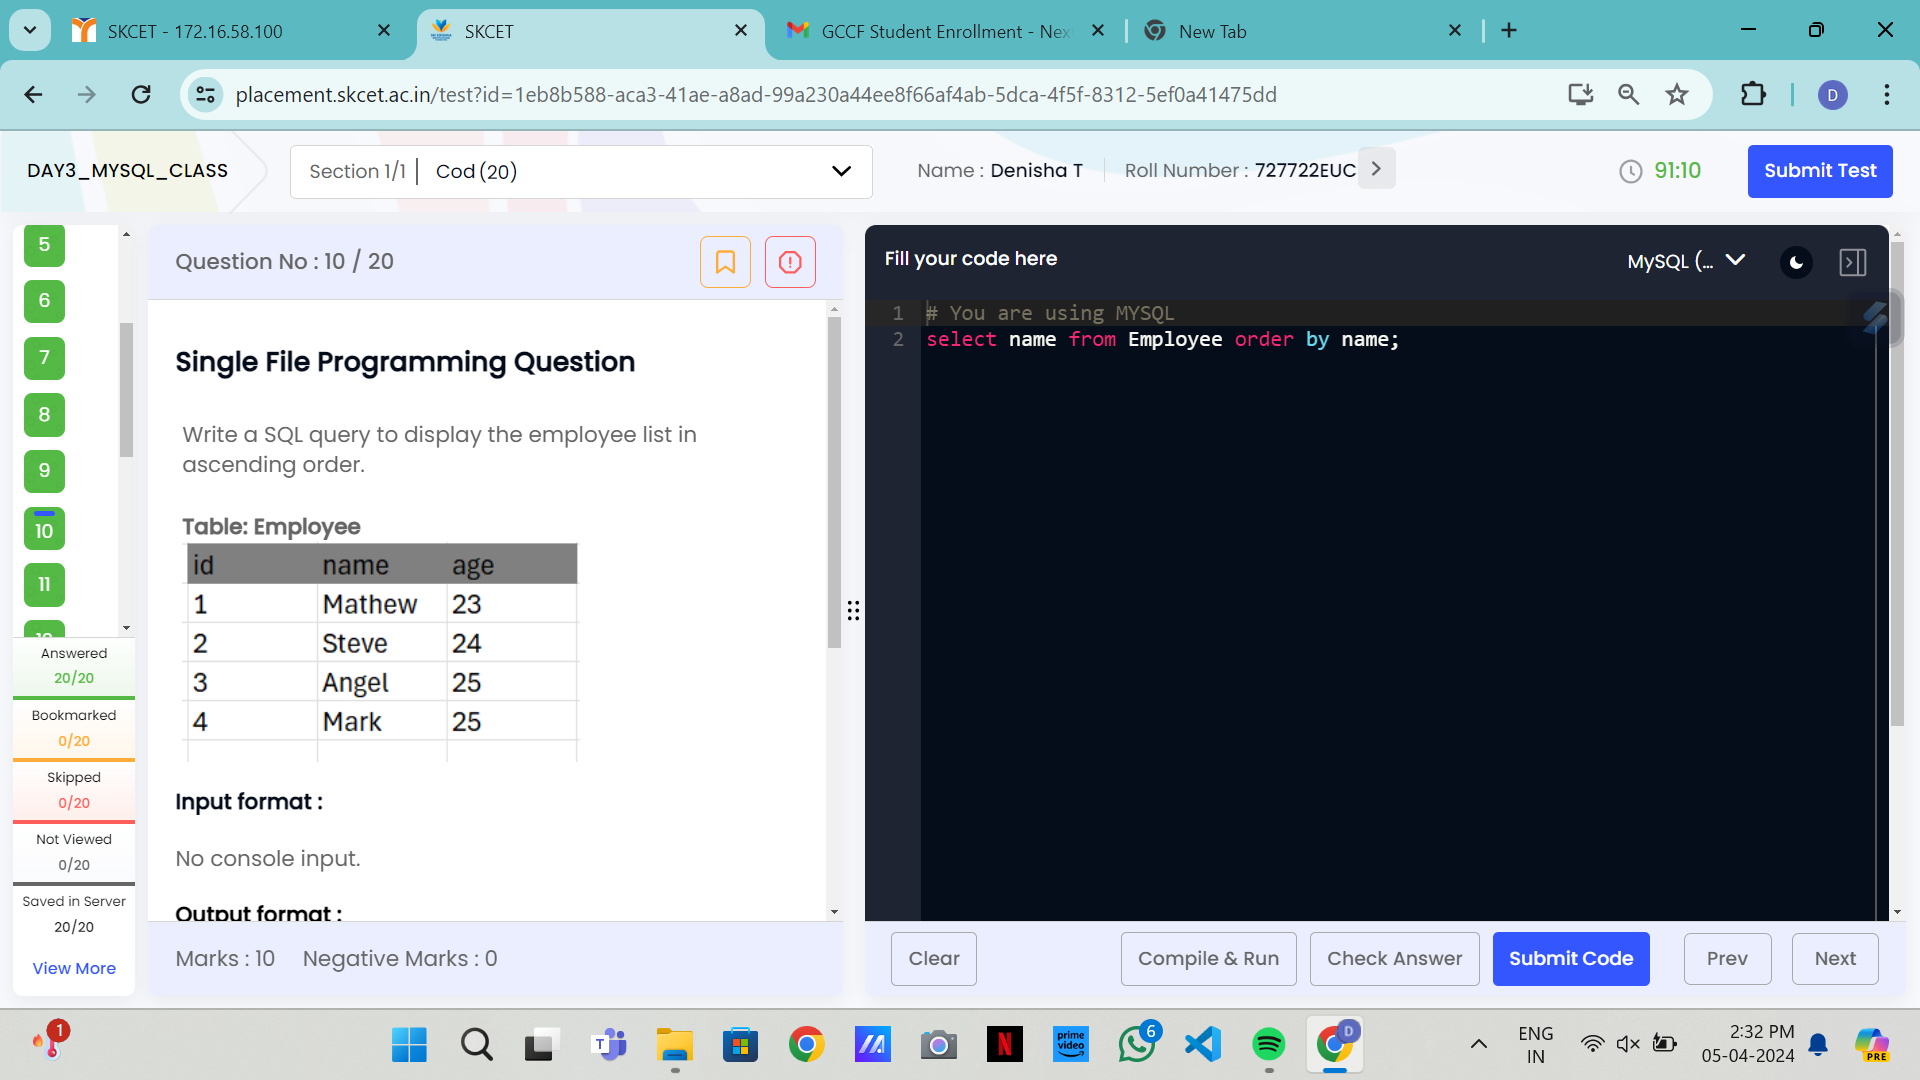 SKCET - 172.16.58.100
SKCET
GCCF Student Enrollment - Nex
New Tab
placement.skcet.ac.in/test?id=1eb8b588-aca3-41ae-a8ad-99a230a44ee8f66af4ab-5dca-4f5f-8312-5ef0a41475dd
D
DAY3_MYSQL_CLASS
Section 1/1 | Cod (20)
Name : Denisha T
Roll Number : 727722EUC
91:10
Submit Test
5
6
7
8
9
10
11
Answered
20/20
Bookmarked
0/20
Skipped
0/20
Not Viewed
0/20
Saved in Server
20/20
View More
Question No : 10 / 20
Single File Programming Question
Write a SQL query to display the employee list in
ascending order.
Table: Employee
id name age
1 Mathew 23
2 Steve 24
3 Angel 25
4 Mark 25
Input format :
No console input.
Output format :
Marks : 10 Negative Marks : 0
Fill your code here
MySQL (...
1 # You are using MYSQL
2 select name from Employee order by name;
Clear
Compile & Run
Check Answer
Submit Code
Prev
Next
1
T
N
prime
video
6
D
ENG
IN
2:32 PM
05-04-2024
PRE